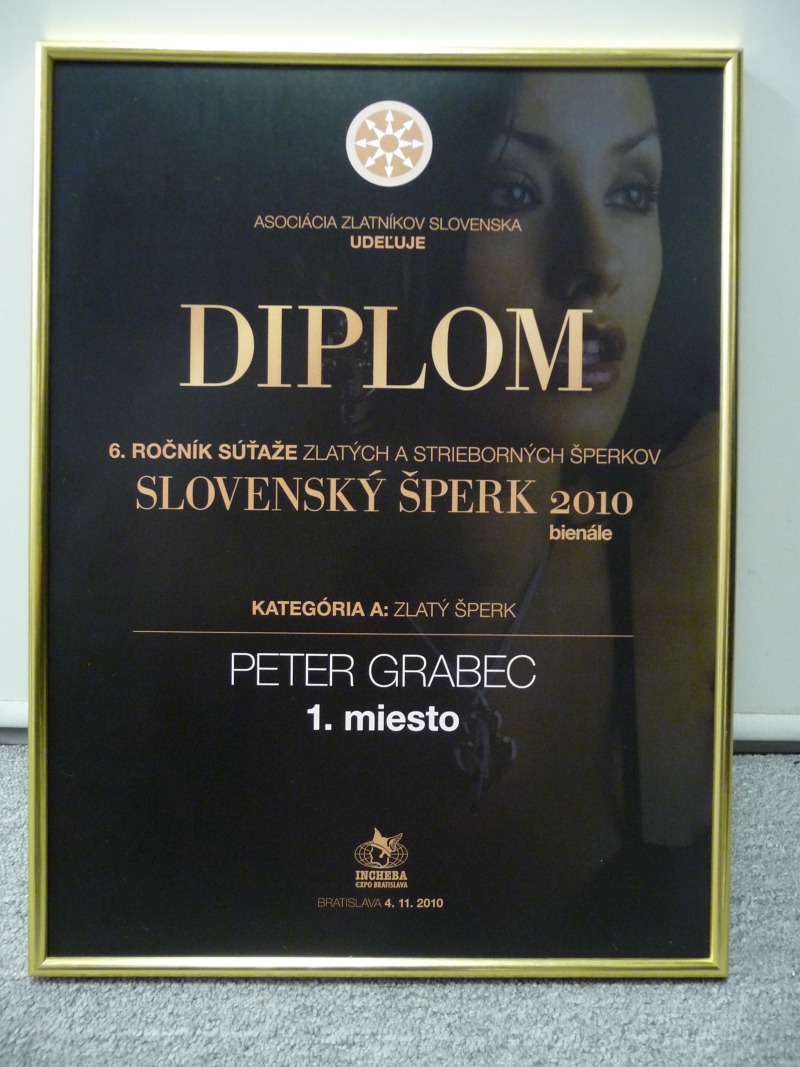 ASOCIÁCIA ZLATNÍKOV SLOVENSKA
UDEĽUJE
DIPLOM
6. ROČNÍK SÚŤAŽE ZLATÝCH A STRIEBORNÝCH ŠPERKOV
SLOVENSKÝ ŠPERK 2010
bienále
KATEGÓRIA A: ZLATÝ ŠPERK
PETER GRABEC
1. miesto
INCHEBA
EXPO BRATISLAVA
BRATISLAVA 4. 11. 2010